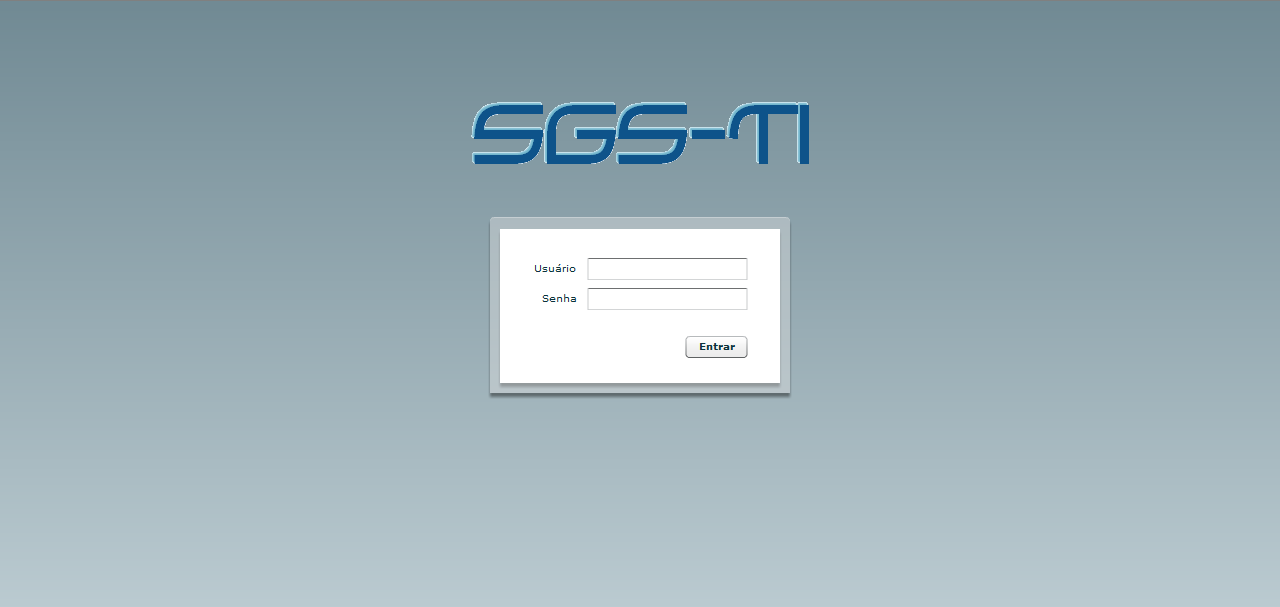 SGS-TI
Usuário
Senha
Entrar